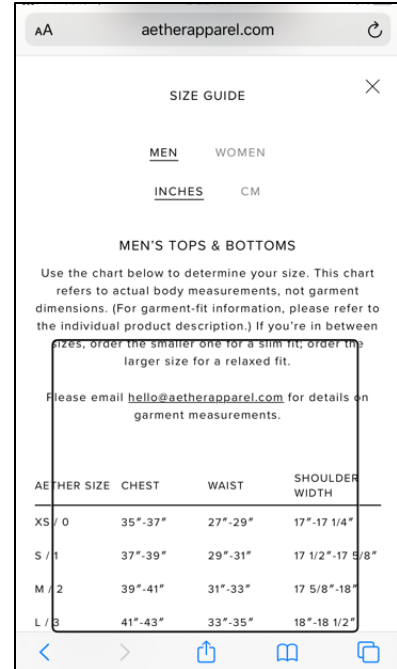 AA aetherapparel.com
SIZE GUIDE
MEN WOMEN
INCHES CM
MEN'S TOPS & BOTTOMS
Use the chart below to determine your size. This chart
refers to actual body measurements, not garment
dimensions. (For garment-fit information, please refer to
the individual product description.) If you're in between
sizes, order the smaller one for a slim fit; order the
larger size for a relaxed fit.
Please email hello@aetherapparel.com for details on
garment measurements.
AETHER SIZE CHEST WAIST SHOULDER
WIDTH
XS / 0 35"-37" 27"-29" 17"-17 1/4"
S / 1 37"-39" 29"-31" 17 1/2"-17 5/8"
M / 2 39"-41" 31"-33" 17 5/8"-18"
L / 3 41"-43" 33"-35" 18"-18 1/2"